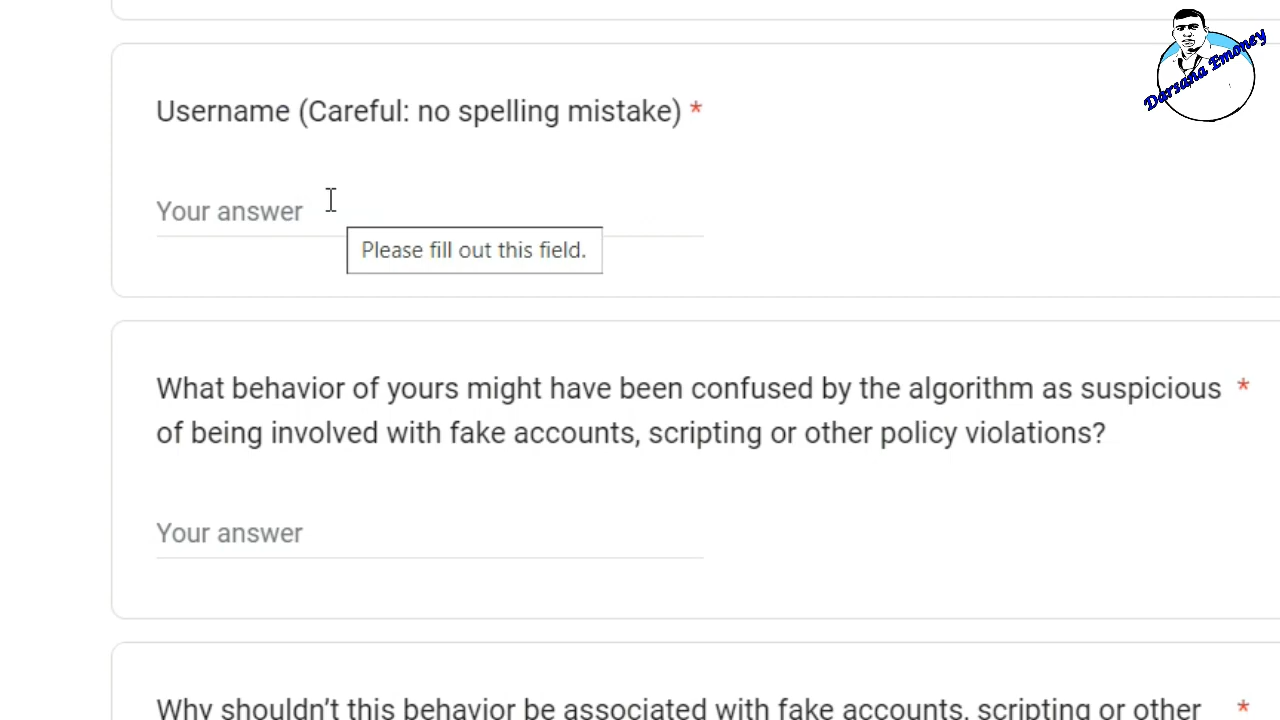 Darsana Emoney
Username (Careful: no spelling mistake) *
Your answer
Please fill out this field.
What behavior of yours might have been confused by the algorithm as suspicious *
of being involved with fake accounts, scripting or other policy violations?
Your answer
Why shouldn't this behavior be associated with fake accounts, scripting or other *